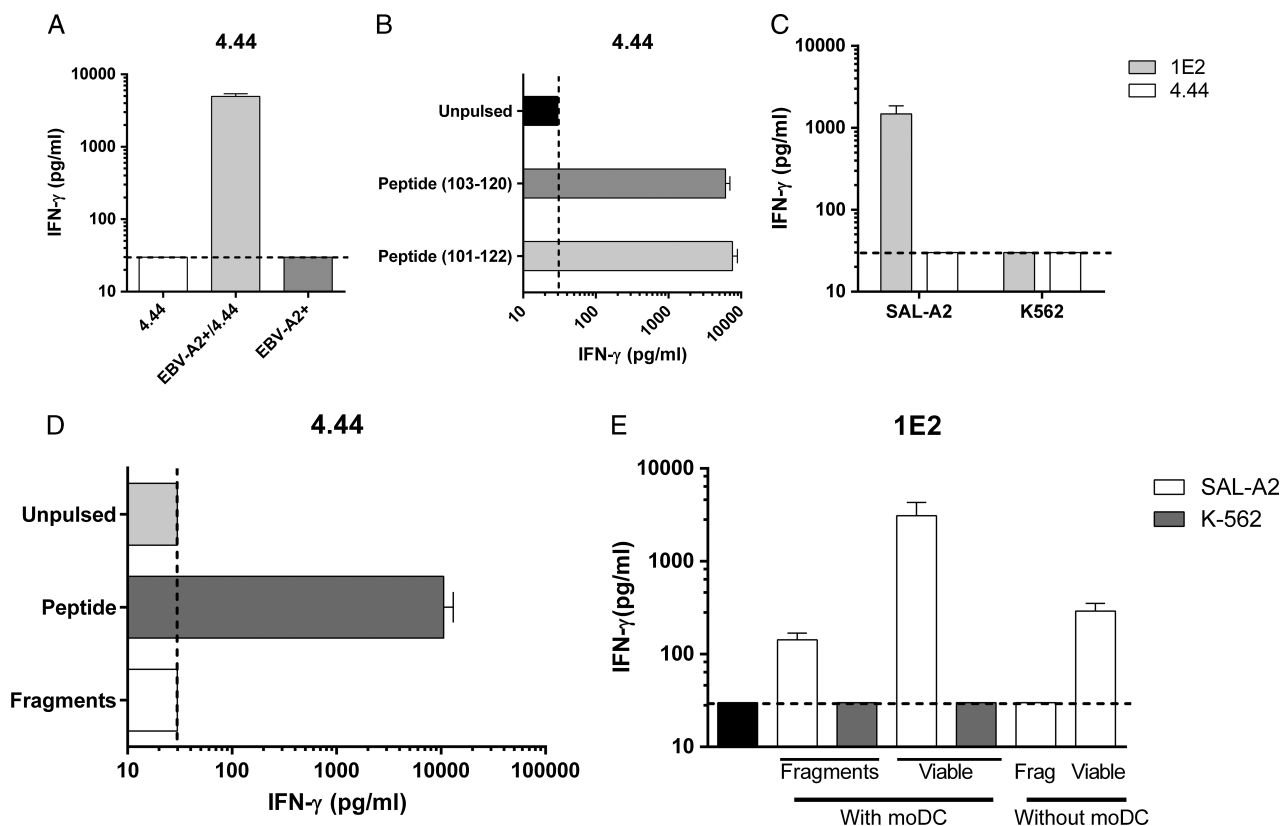 A
4.44
IFN-γ (pg/ml)
10000
1000
100
10
4.44
EBV-A2+/4.44
EBV-A2+
B
4.44
Unpulsed
Peptide (103-120)
Peptide (101-122)
10
100
1000
10000
IFN-γ (pg/ml)
C
IFN-γ (pg/ml)
10000
1000
100
10
SAL-A2
K562
1E2
4.44
D
4.44
Unpulsed
Peptide
Fragments
10
100
1000
10000
100000
IFN-γ (pg/ml)
E
1E2
IFN-γ(pg/ml)
10000
1000
100
10
Fragments
Viable
Frag
Viable
With moDC
Without moDC
SAL-A2
K-562